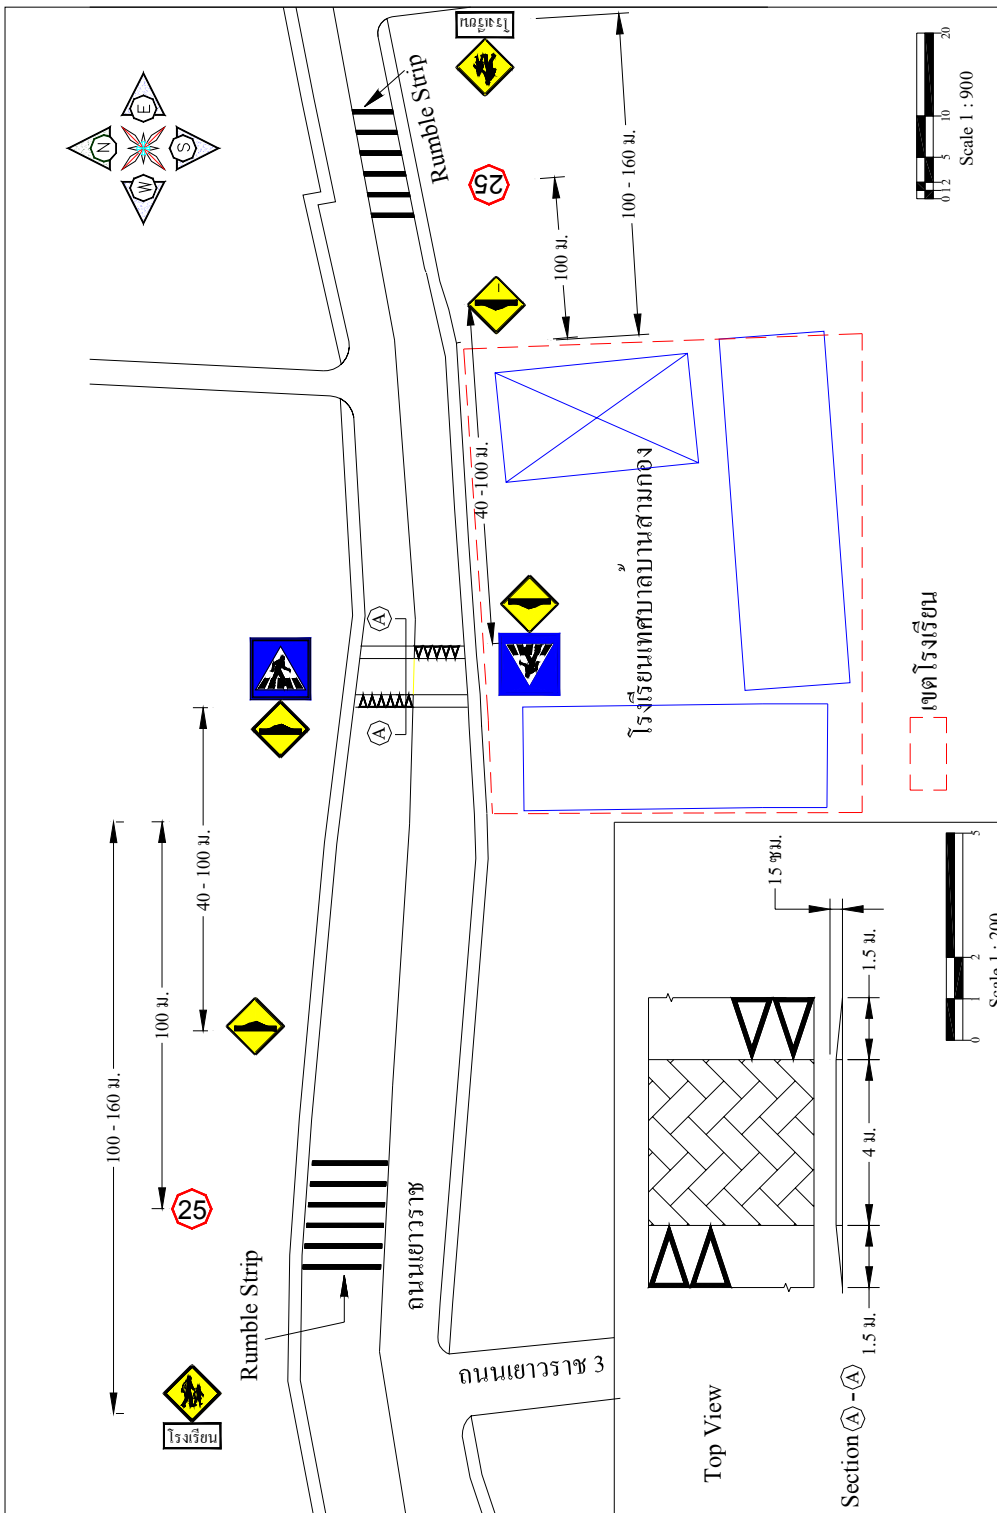 N
E
S
W
โรงเรียน
Rumble Strip
25
100 ม.
100 - 160 ม.
0 1 2 5 10 20
Scale 1 : 900
40 -100 ม.
A
A
โรงเรียนเทศบาลบ้านสามกอง
เขตโรงเรียน
100 - 160 ม.
100 ม.
40 - 100 ม.
25
Rumble Strip
โรงเรียน
ถนนเยาวราช
ถนนเยาวราช 3
Top View
15 ซม.
1.5 ม.
4 ม.
1.5 ม.
Section A - A
0 1 2 5
Scale 1 : 200